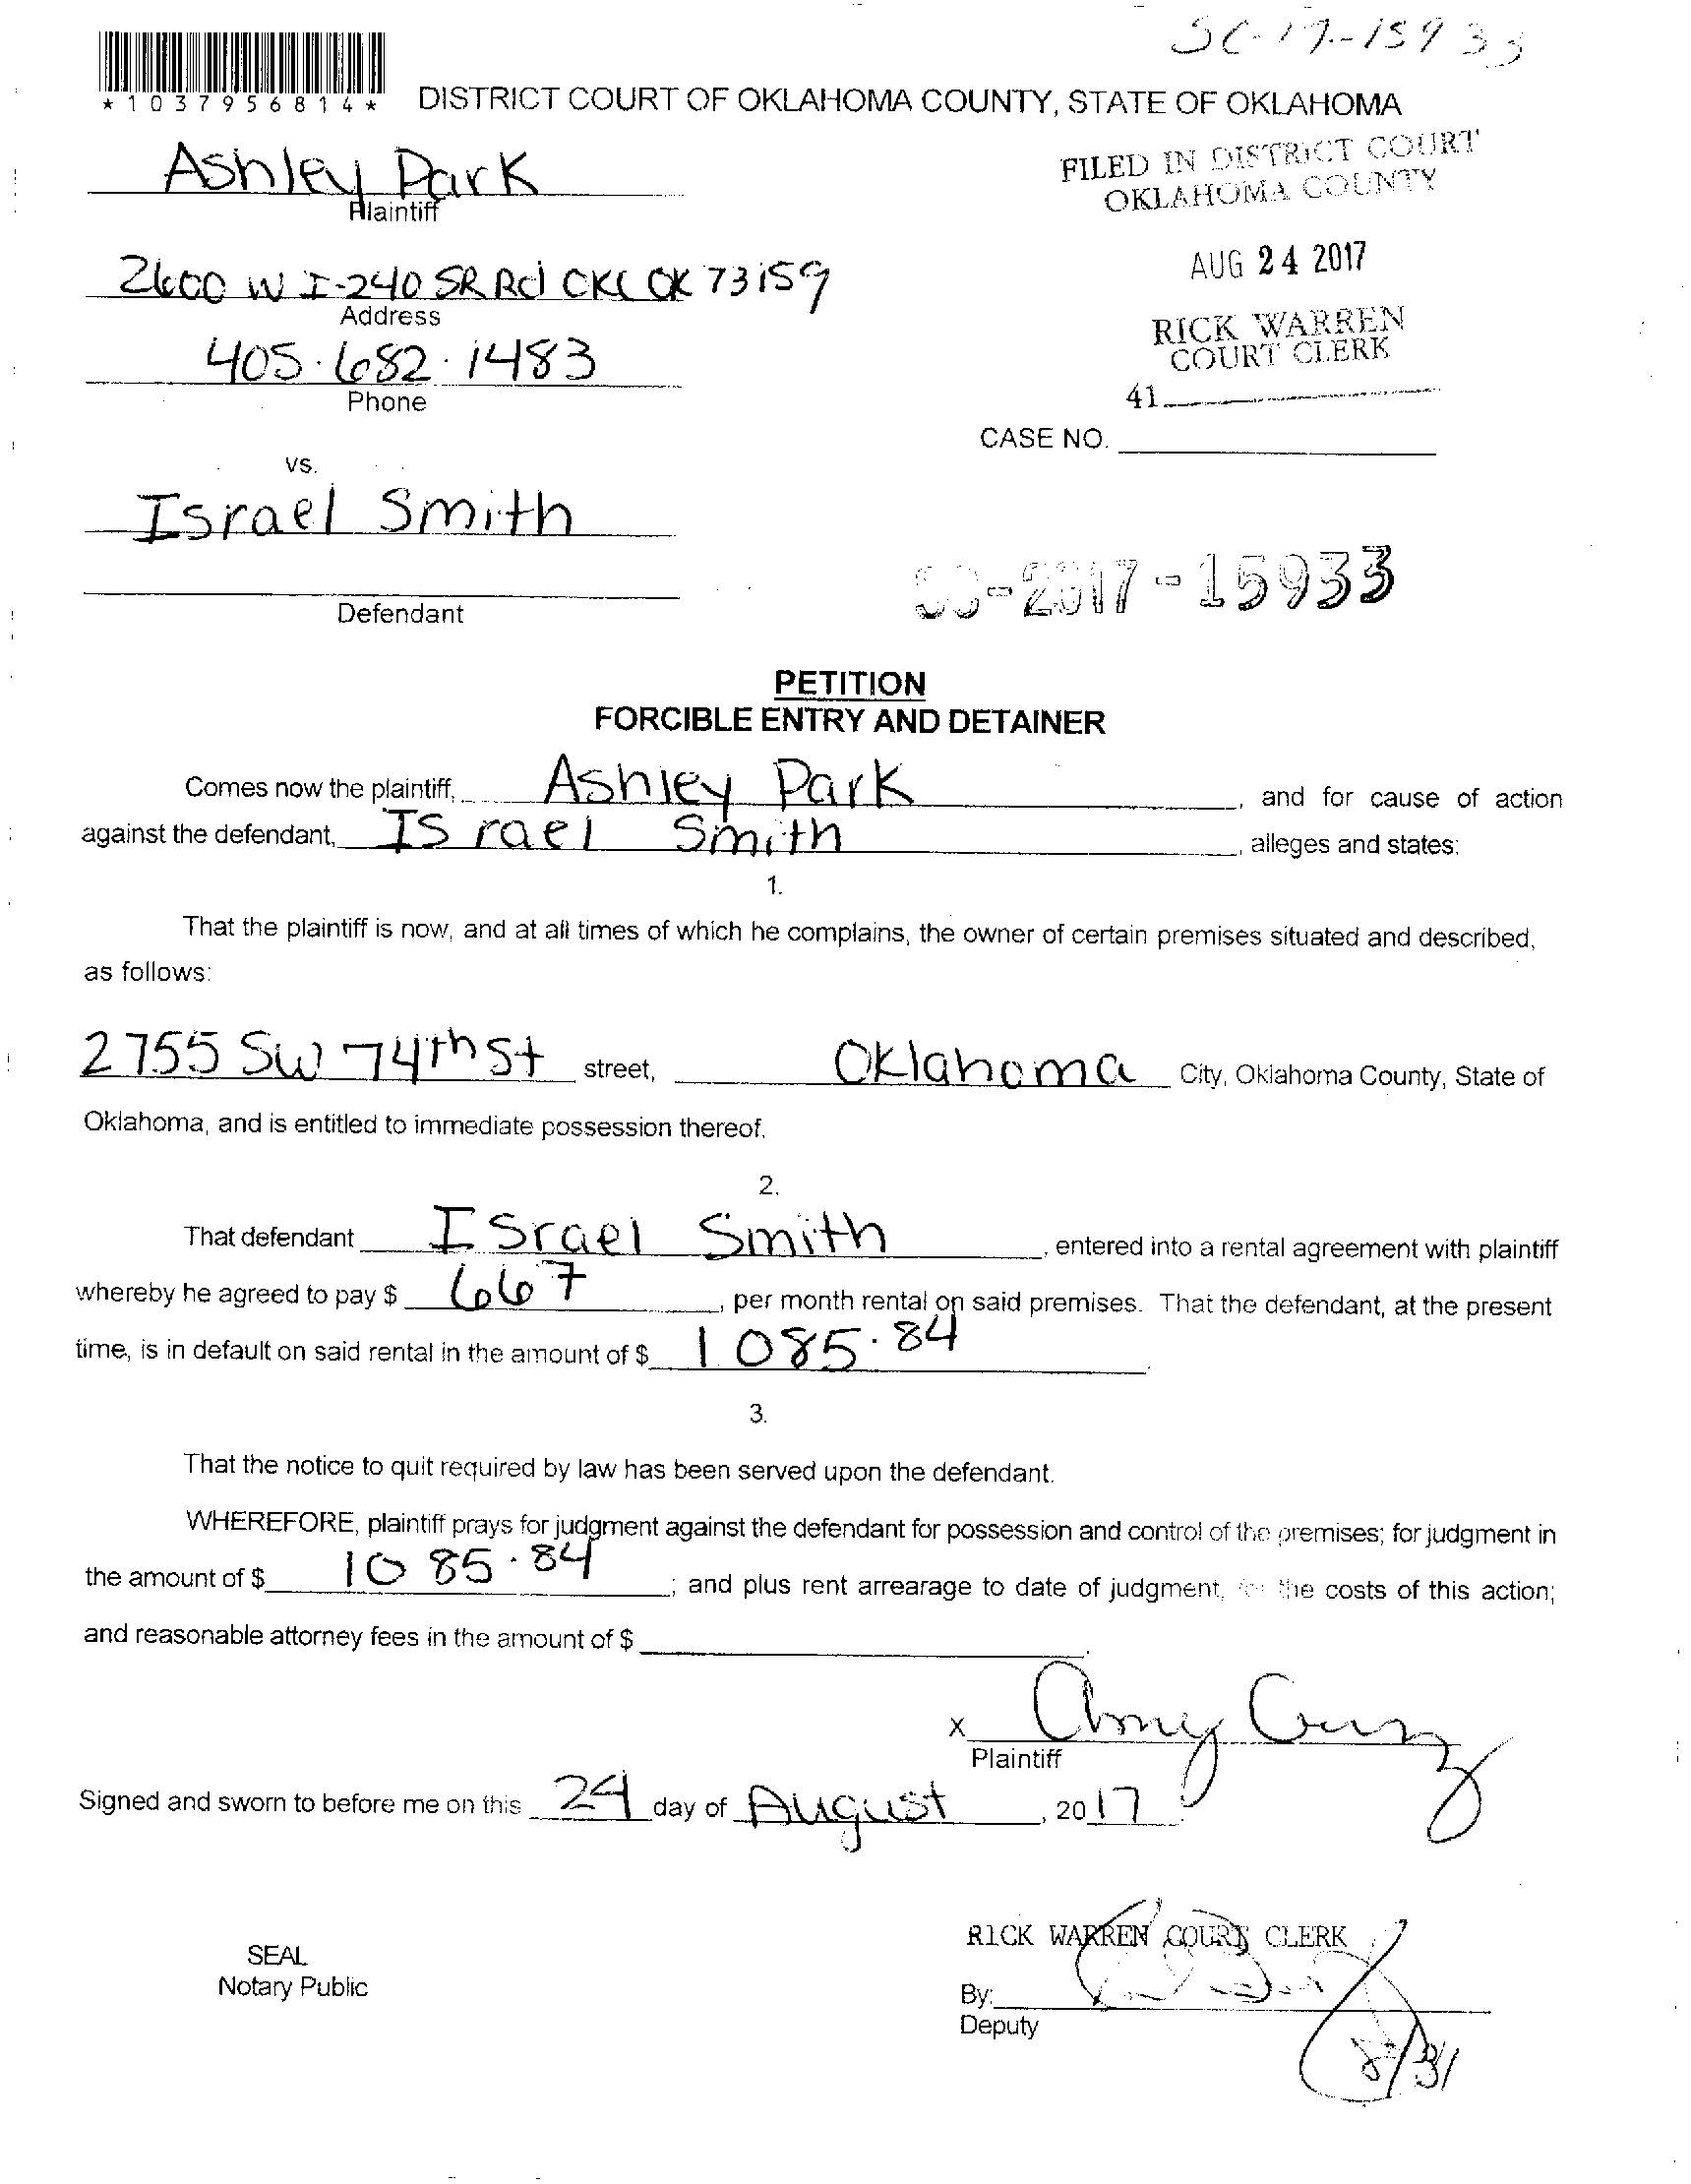 SC-17-15933
*1037956814*
DISTRICT COURT OF OKLAHOMA COUNTY, STATE OF OKLAHOMA
Ashley Park
Plaintiff
FILED IN DISTRICT COURT
OKLAHOMA COUNTY
AUG 24 2017
RICK WARREN
COURT CLERK
41
2600 W I-240 SR Rd OKC OK 73159
Address
405.682.1483
Phone
CASE NO.
vs.
Israel Smith
Defendant
SC-2017-15933
PETITION
FORCIBLE ENTRY AND DETAINER
Comes now the plaintiff, Ashley Park, and for cause of action
against the defendant, Israel Smith, alleges and states:
1.
That the plaintiff is now, and at all times of which he complains, the owner of certain premises situated and described,
as follows:
2755 SW 74th St street, Oklahoma City, Oklahoma County, State of
Oklahoma, and is entitled to immediate possession thereof.
2.
That defendant Israel Smith, entered into a rental agreement with plaintiff
whereby he agreed to pay $ 667, per month rental on said premises. That the defendant, at the present
time, is in default on said rental in the amount of $ 1085.84.
3.
That the notice to quit required by law has been served upon the defendant.
WHEREFORE, plaintiff prays for judgment against the defendant for possession and control of the premises; for judgment in
the amount of $ 1085.84; and plus rent arrearage to date of judgment, for the costs of this action;
and reasonable attorney fees in the amount of $ .
x Amy Cruz
Plaintiff
Signed and sworn to before me on this 24 day of August, 2017
RICK WARREN COURT CLERK
SEAL
Notary Public
By:
Deputy
8/31